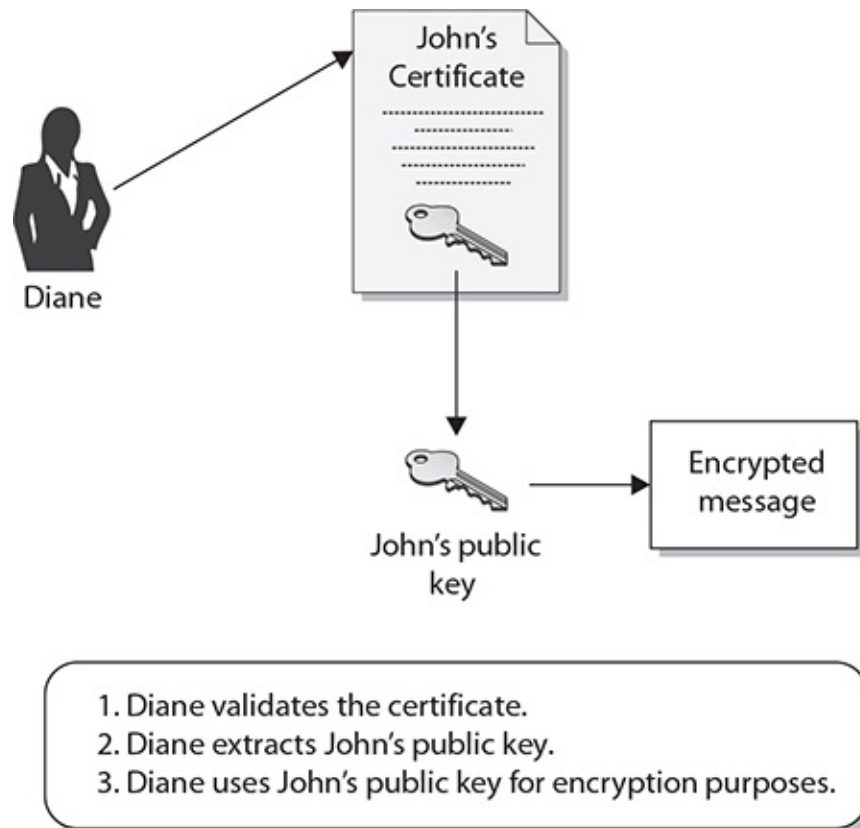 John's
Certificate
Diane
John's public
key
Encrypted
message
1. Diane validates the certificate.
2. Diane extracts John's public key.
3. Diane uses John's public key for encryption purposes.